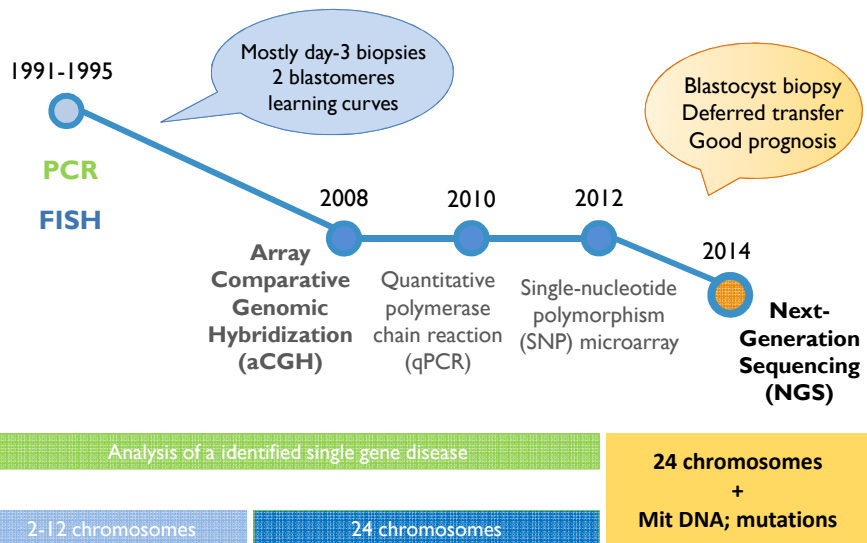 1991-1995
PCR
FISH
Mostly day-3 biopsies
2 blastomeres
learning curves
2008
Array
Comparative
Genomic
Hybridization
(aCGH)
2010
Quantitative
polymerase
chain reaction
(qPCR)
2012
Single-nucleotide
polymorphism
(SNP) microarray
Blastocyst biopsy
Deferred transfer
Good prognosis
2014
Next-
Generation
Sequencing
(NGS)
Analysis of a identified single gene disease
2-12 chromosomes
24 chromosomes
24 chromosomes
+
Mit DNA; mutations